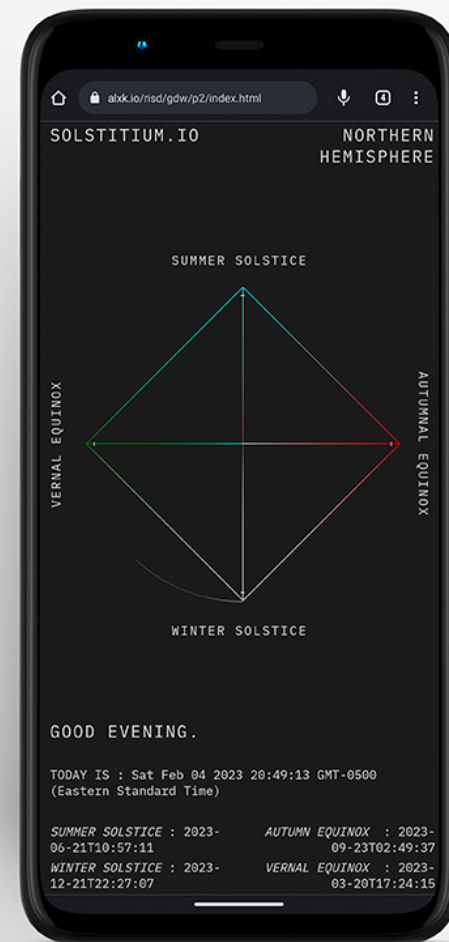 alxk.io/risd/gdw/p2/index.html
4
SOLSTITIUM.IO
NORTHERN
HEMISPHERE
SUMMER SOLSTICE
VERNAL EQUINOX
AUTUMNAL EQUINOX
WINTER SOLSTICE
GOOD EVENING.
TODAY IS : Sat Feb 04 2023 20:49:13 GMT-0500
(Eastern Standard Time)
SUMMER SOLSTICE : 2023-
06-21T10:57:11
AUTUMN EQUINOX : 2023-
09-23T02:49:37
WINTER SOLSTICE : 2023-
12-21T22:27:07
VERNAL EQUINOX : 2023-
03-20T17:24:15